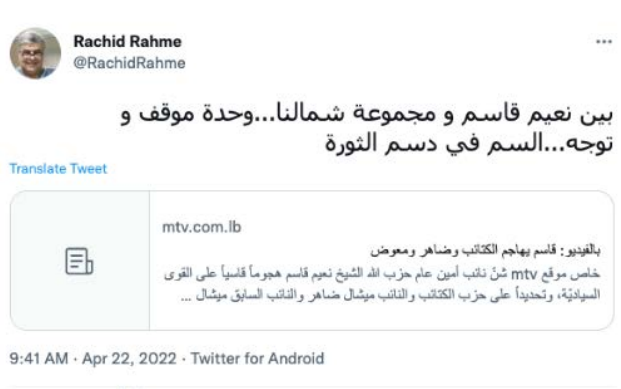 Rachid Rahme
@RachidRahme
بين نعيم قاسم و مجموعة شمالنا...وحدة موقف و
توجه...السم في دسم الثورة
Translate Tweet
mtv.com.lb
بالفيديو: قاسم يهاجم الكتائب وضاهر ومعوض
خاص موقع mtv شنّ نائب أمين عام حزب الله الشيخ نعيم قاسم هجوماً قاسياً على القوى
السياديّة، وتحديداً على حزب الكتائب والنائب ميشال ضاهر والنائب السابق ميشال ...
9:41 AM · Apr 22, 2022 · Twitter for Android